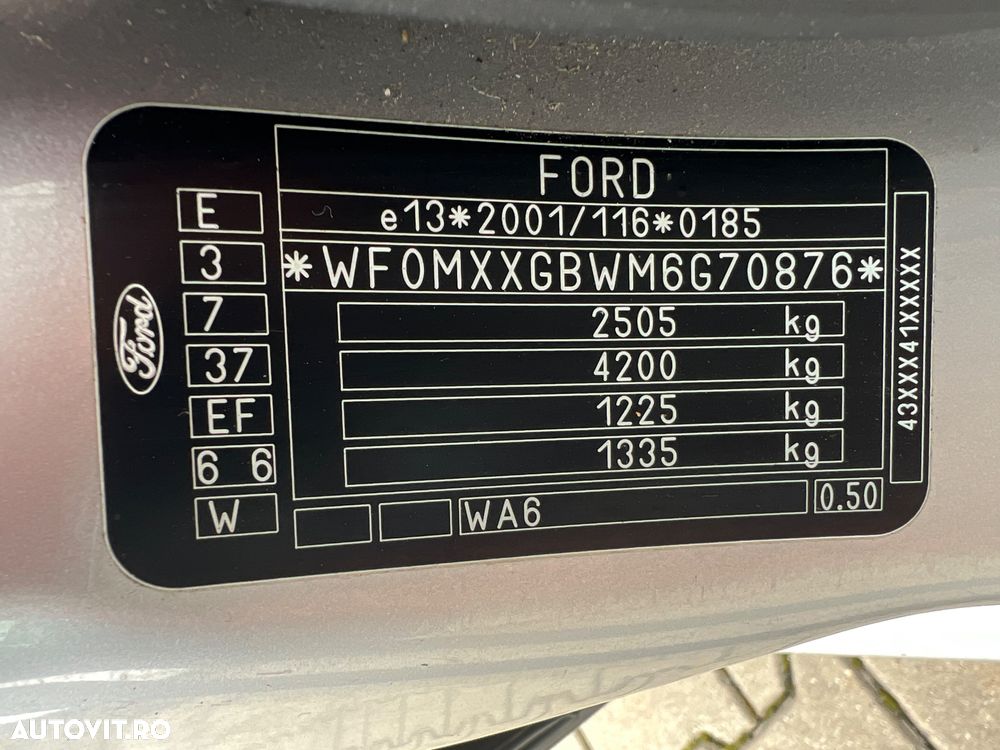 FORD
e13*2001/116*0185
*WF0MXXGBWM6G70876*
2505 kg
4200 kg
1225 kg
1335 kg
WA6
0.50
E
3
7
37
EF
6 6
W
Ford
43XXX41XXXXX
AUTOVIT.RO